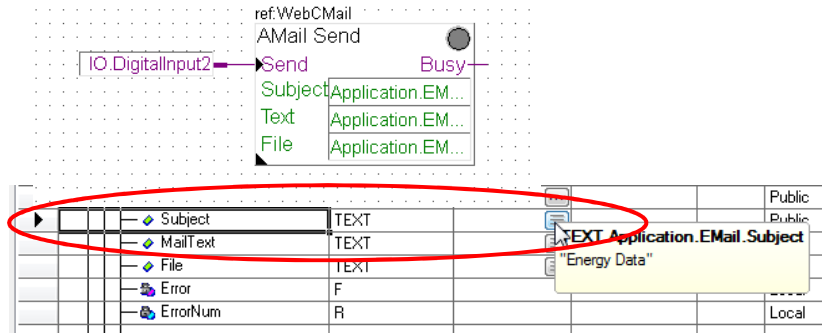 ref:WebCMail
AMail Send
IO.DigitalInput2
Send Busy
Subject Application.EM...
Text Application.EM...
File Application.EM...
Public
Subject TEXT Public
MailText TEXT
File TEXT
Error F
ErrorNum R Local
EXT Application.EMail.Subject
"Energy Data"